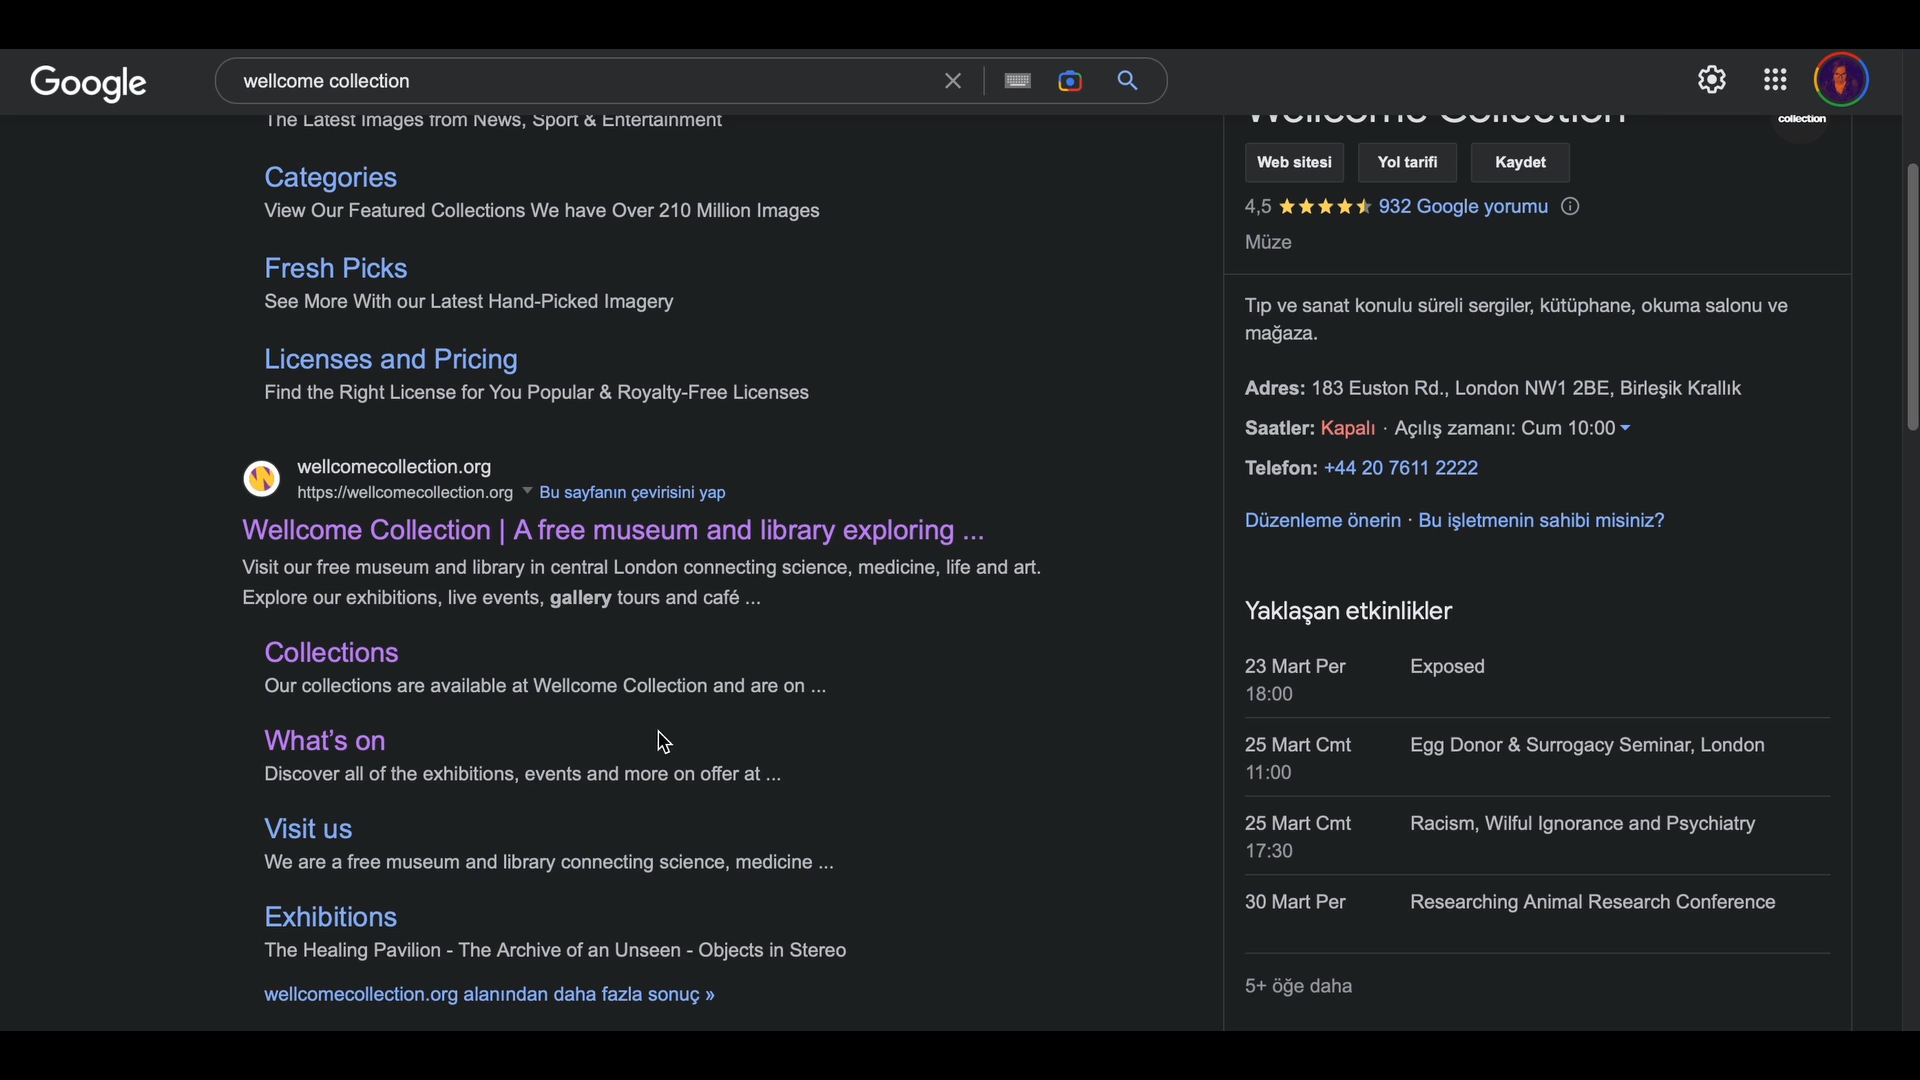 Google
wellcome collection
The Latest Images from News, Sport & Entertainment
Categories
View Our Featured Collections We have Over 210 Million Images
Fresh Picks
See More With our Latest Hand-Picked Imagery
Licenses and Pricing
Find the Right License for You Popular & Royalty-Free Licenses
wellcomecollection.org
https://wellcomecollection.org Bu sayfanın çevirisini yap
Wellcome Collection | A free museum and library exploring ...
Visit our free museum and library in central London connecting science, medicine, life and art.
Explore our exhibitions, live events, gallery tours and café ...
Collections
Our collections are available at Wellcome Collection and are on ...
What's on
Discover all of the exhibitions, events and more on offer at ...
Visit us
We are a free museum and library connecting science, medicine ...
Exhibitions
The Healing Pavilion - The Archive of an Unseen - Objects in Stereo
wellcomecollection.org alanından daha fazla sonuç »
Wellcome Collection
collection
Web sitesi Yol tarifi Kaydet
4,5 932 Google yorumu
Müze
Tıp ve sanat konulu süreli sergiler, kütüphane, okuma salonu ve
mağaza.
Adres: 183 Euston Rd., London NW1 2BE, Birleşik Krallık
Saatler: Kapalı · Açılış zamanı: Cum 10:00
Telefon: +44 20 7611 2222
Düzenleme önerin · Bu işletmenin sahibi misiniz?
Yaklaşan etkinlikler
23 Mart Per Exposed
18:00
25 Mart Cmt Egg Donor & Surrogacy Seminar, London
11:00
25 Mart Cmt Racism, Wilful Ignorance and Psychiatry
17:30
30 Mart Per Researching Animal Research Conference
5+ öğe daha